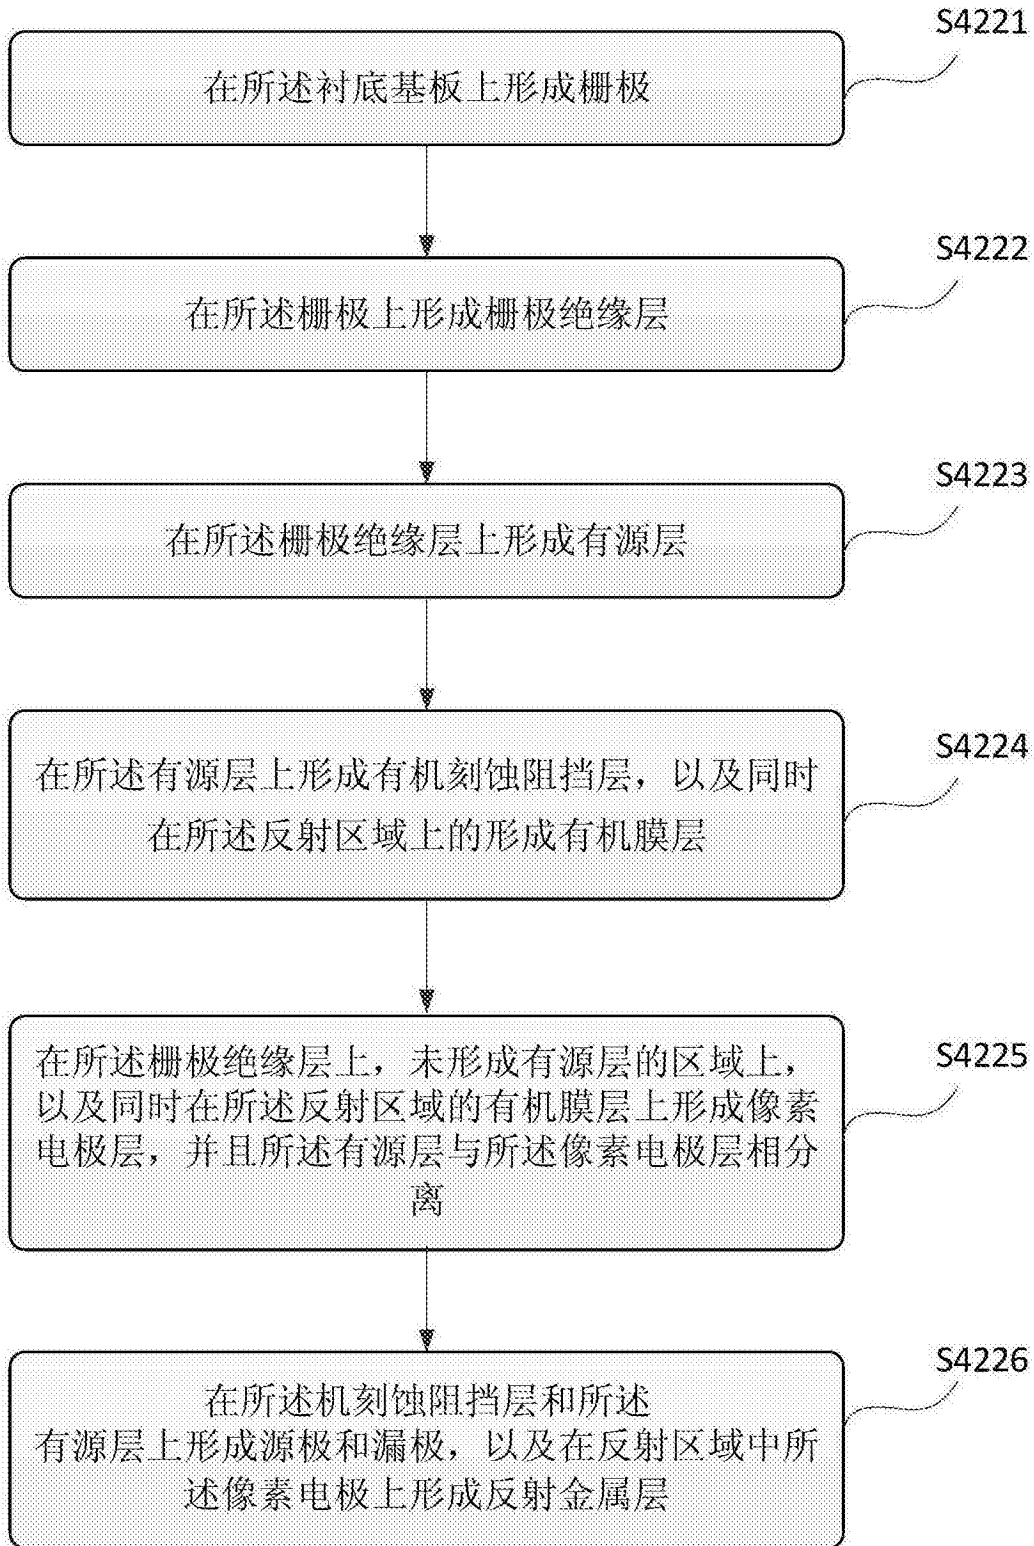 S4221
在所述衬底基板上形成栅极
S4222
在所述栅极上形成栅极绝缘层
S4223
在所述栅极绝缘层上形成有源层
S4224
在所述有源层上形成有机刻蚀阻挡层，以及同时
在所述反射区域上的形成有机膜层
S4225
在所述栅极绝缘层上，未形成有源层的区域上，
以及同时在所述反射区域的有机膜层上形成像素
电极层，并且所述有源层与所述像素电极层相分
离
S4226
在所述机刻蚀阻挡层和所述
有源层上形成源极和漏极，以及在反射区域中所
述像素电极上形成反射金属层